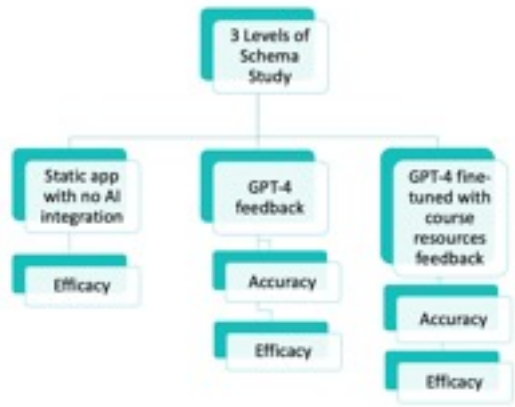 3 Levels of
Schema
Study
Static app
with no AI
integration
Efficacy
GPT-4
feedback
Accuracy
Efficacy
GPT-4 fine-
tuned with
course
resources
feedback
Accuracy
Efficacy